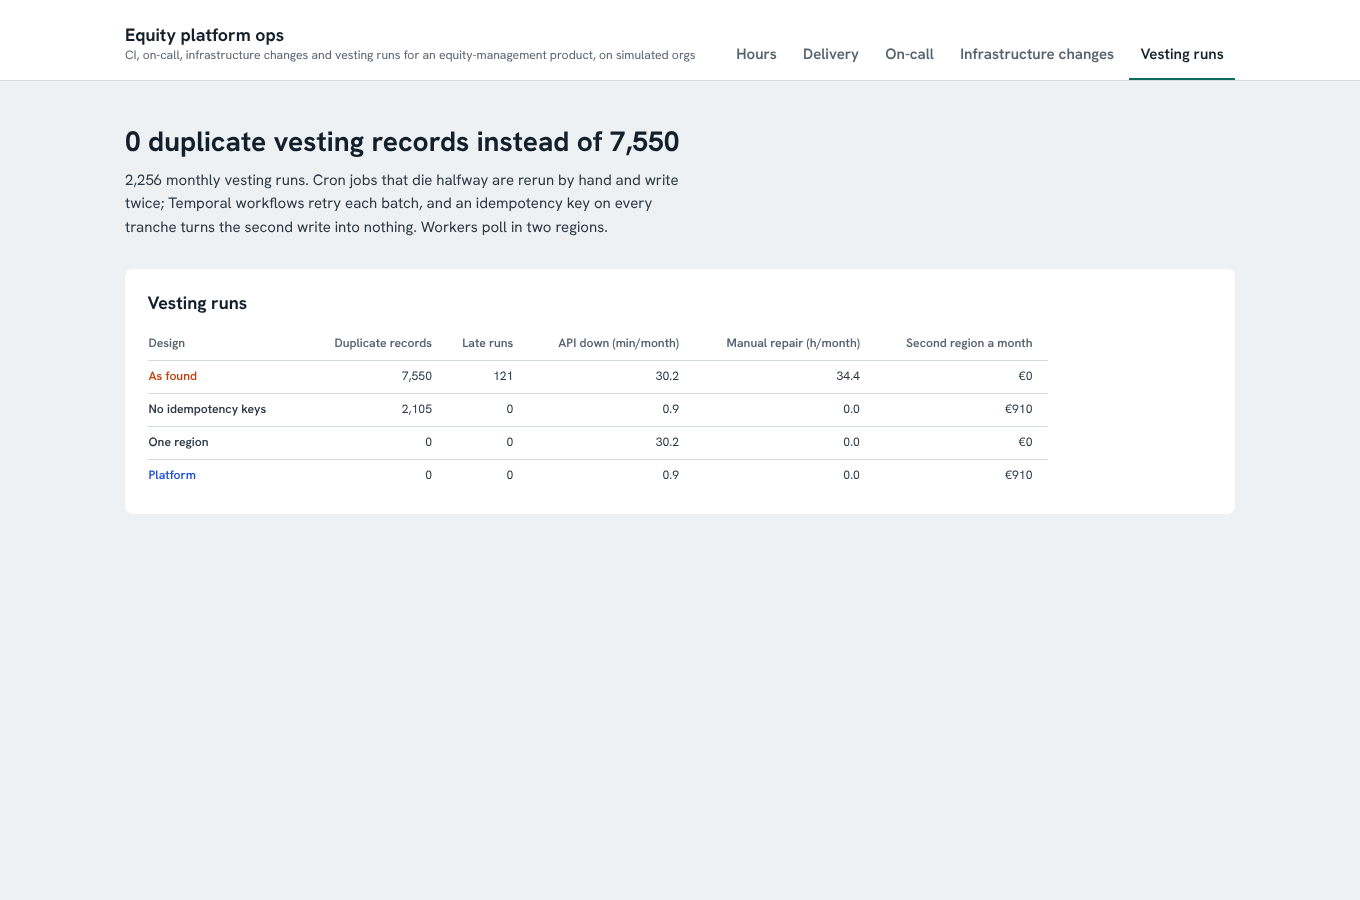 Equity platform ops
CI, on-call, infrastructure changes and vesting runs for an equity-management product, on simulated orgs
Hours Delivery On-call Infrastructure changes Vesting runs
0 duplicate vesting records instead of 7,550
2,256 monthly vesting runs. Cron jobs that die halfway are rerun by hand and write
twice; Temporal workflows retry each batch, and an idempotency key on every
tranche turns the second write into nothing. Workers poll in two regions.
Vesting runs
Design Duplicate records Late runs API down (min/month) Manual repair (h/month) Second region a month
As found 7,550 121 30.2 34.4 €0
No idempotency keys 2,105 0 0.9 0.0 €910
One region 0 0 30.2 0.0 €0
Platform 0 0 0.9 0.0 €910